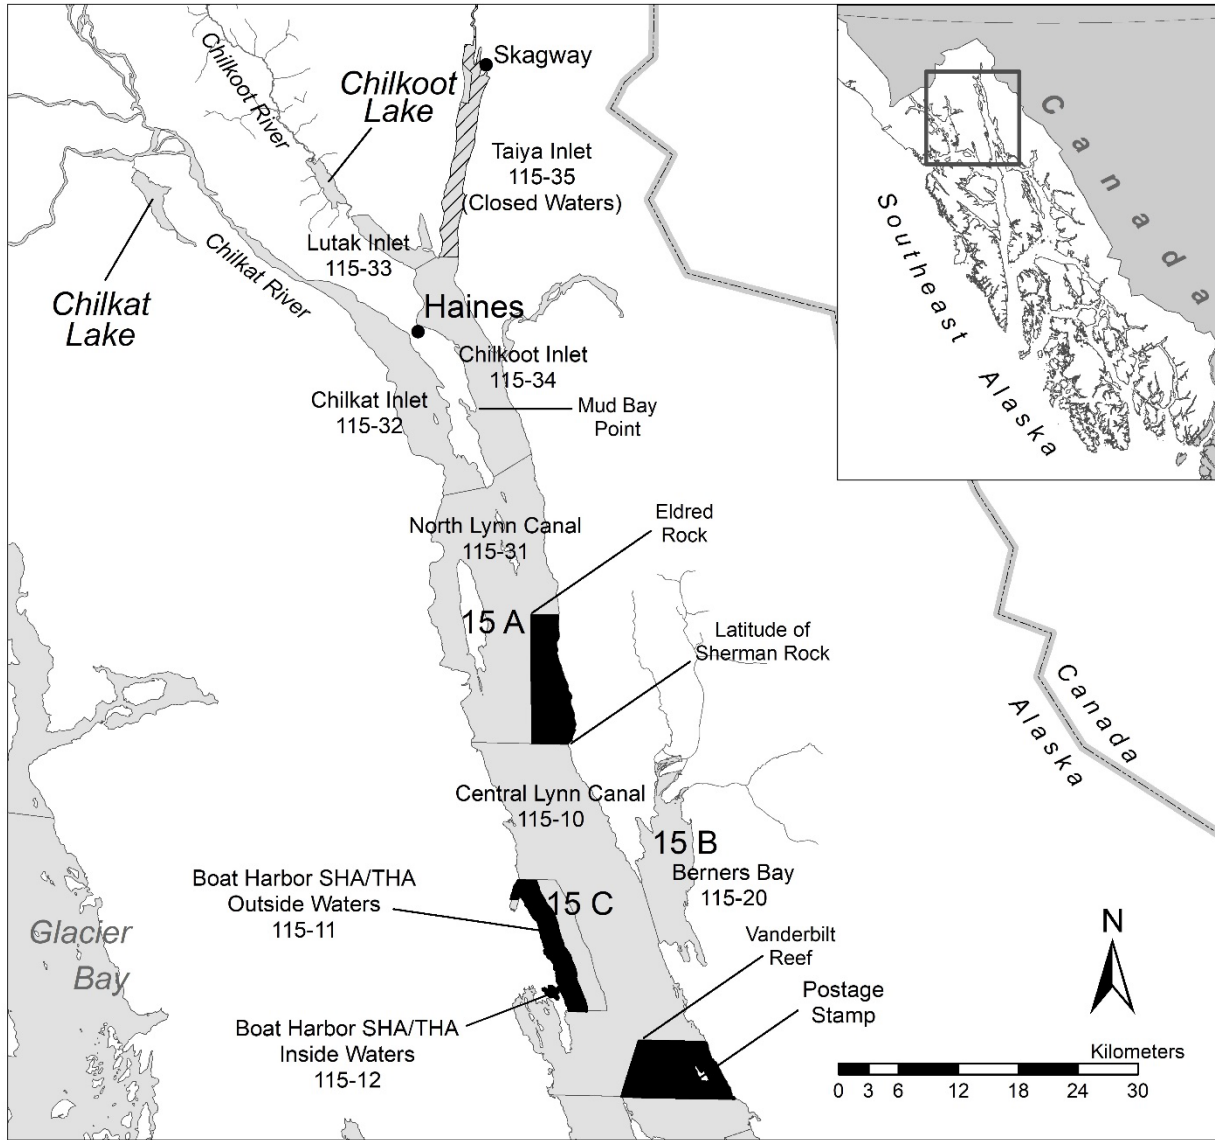 Skagway
Chilkoot River
Chilkoot
Lake
Taiya Inlet
115-35
(Closed Waters)
Lutak Inlet
115-33
Chilkat River
Chilkat
Lake
Haines
Chilkoot Inlet
115-34
Chilkat Inlet
115-32
Mud Bay
Point
Canada
Southeast Alaska
North Lynn Canal
115-31
Eldred
Rock
15 A
Latitude of
Sherman Rock
Canada
Alaska
Central Lynn Canal
115-10
15 B
Berners Bay
115-20
Boat Harbor SHA/THA
Outside Waters
115-11
15 C
Glacier
Bay
Vanderbilt
Reef
Postage
Stamp
N
Boat Harbor SHA/THA
Inside Waters
115-12
Kilometers
0 3 6 12 18 24 30